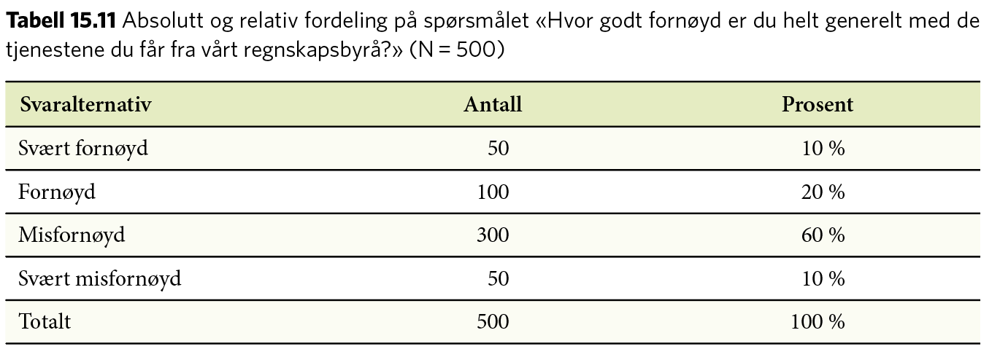 Tabell 15.11 Absolutt og relativ fordeling på spørsmålet «Hvor godt fornøyd er du helt generelt med de
tjenestene du får fra vårt regnskapsbyrå?» (N = 500)
Svaralternativ Antall Prosent
Svært fornøyd 50 10 %
Fornøyd 100 20 %
Misfornøyd 300 60 %
Svært misfornøyd 50 10 %
Totalt 500 100 %